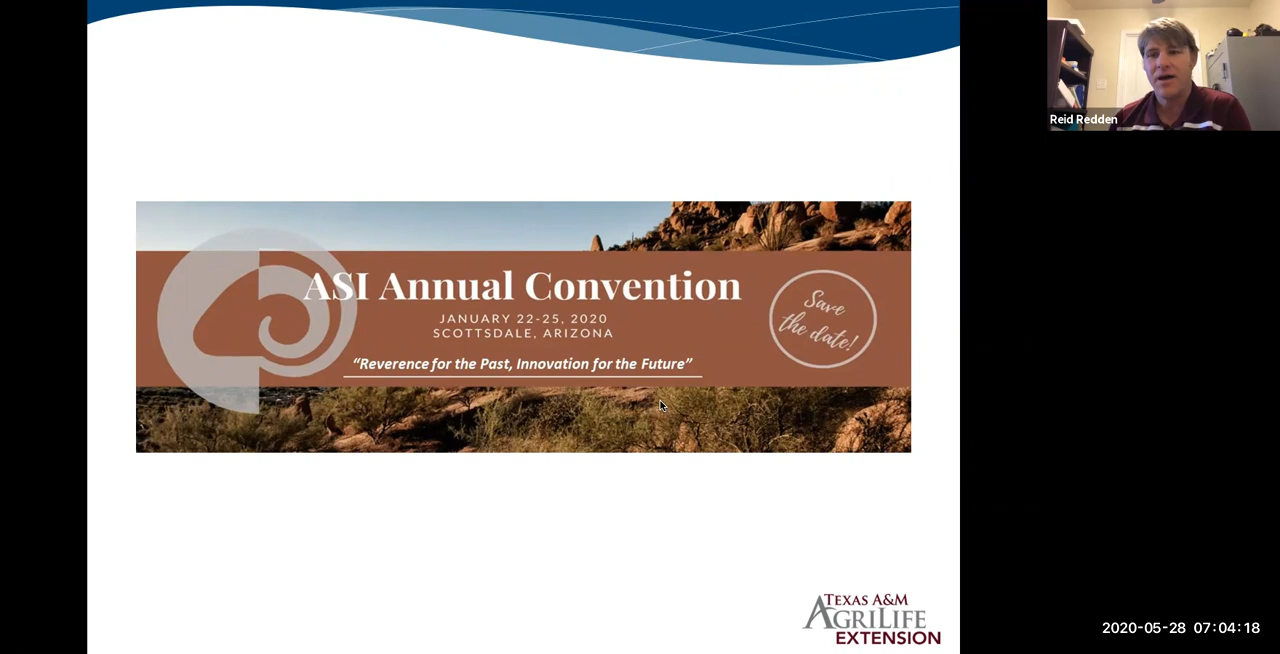 Reid Redden
ASI Annual Convention
JANUARY 22-25, 2020
SCOTTSDALE, ARIZONA
“Reverence for the Past, Innovation for the Future”
Save
the date!
TEXAS A&M
AGRILIFE
EXTENSION
2020-05-28 07:04:18